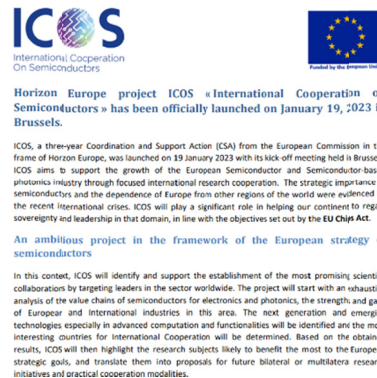 ICOS
International Cooperation
On Semiconductors
Funded by the European Union
Horizon Europe project ICOS « International Cooperation o
Semiconductors » has been officially launched on January 19, 2023 i
Brussels.
ICOS, a three-year Coordination and Support Action (CSA) from the European Commission in t
frame of Horzon Europe, was launched on 19 January 2023 with its kick-off meeting held in Brusse
ICOS aims to support the growth of the European Semiconductor and Semiconductor-bas
photonics industry through focused international research cooperation. The strategic importance
semiconductors and the dependence of Europe from other regions of the world were evidenced
the recent international crises. ICOS will play a significant role in helping our continent to rega
sovereignty and leadership in that domain, in line with the objectives set out by the EU Chips Act.
An ambitious project in the framework of the European strategy
semiconductors
In this context, ICOS will identify and support the establishment of the most promising scienti
collaborations by targeting leaders in the sector worldwide. The project will start with an exhausti
analysis of the value chains of semiconductors for electronics and photonics, the strengths and ga
of European and International industries in this area. The next generation and emergi
technologies especially in advanced computation and functionalities will be identified and the mo
interesting countries for International Cooperation will be determined. Based on the obtain
results, ICOS will then highlight the research subjects likely to benefit the most to the Europe
strategic goals, and translate them into proposals for future bilateral or multilatera resear
initiatives and practical cooperation modalities.